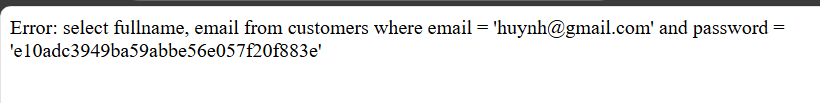 Error: select fullname, email from customers where email = 'huynh@gmail.com' and password =
'e10adc3949ba59abbe56e057f20f883e'